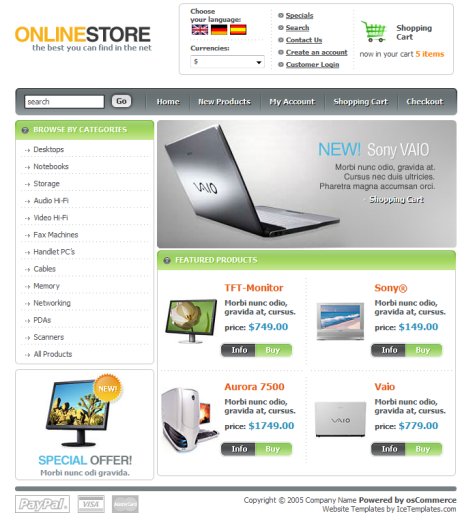 ONLINESTORE
the best you can find in the net
Choose
your language:
Currencies:
$
Specials
Search
Contact Us
Create an account
Customer Login
Shopping
Cart
now in your cart 5 items
search
Go
Home
New Products
My Account
Shopping Cart
Checkout
BROWSE BY CATEGORIES
Desktops
Notebooks
Storage
Audio Hi-Fi
Video Hi-Fi
Fax Machines
Handlet PC's
Cables
Memory
Networking
PDAs
Scanners
All Products
VAIO
NEW! Sony VAIO
Morbi nunc odio, gravida at.
Cursus nec duis ultricies.
Pharetra magna accumsan orci.
Shopping Cart
FEATURED PRODUCTS
TFT-Monitor
Morbi nunc odio,
gravida at, cursus.
price: $749.00
Info Buy
Sony®
Morbi nunc odio,
gravida at, cursus.
price: $149.00
Info Buy
Aurora 7500
Morbi nunc odio,
gravida at, cursus.
price: $1749.00
Info Buy
Vaio
Morbi nunc odio,
gravida at, cursus.
price: $779.00
Info Buy
NEW!
SPECIAL OFFER!
Morbi nunc odi gravida.
PayPal
VISA
MasterCard
Copyright © 2005 Company Name Powered by osCommerce
Website Templates by IceTemplates.com